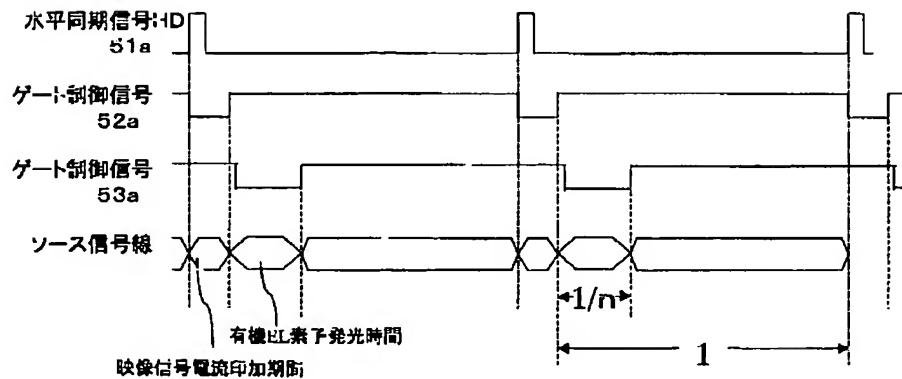 水平同期信号HD
51a
ゲート制御信号
52a
ゲート制御信号
53a
ソース信号線
1/n
1
有機EL素子発光時間
映像信号電流印加期間